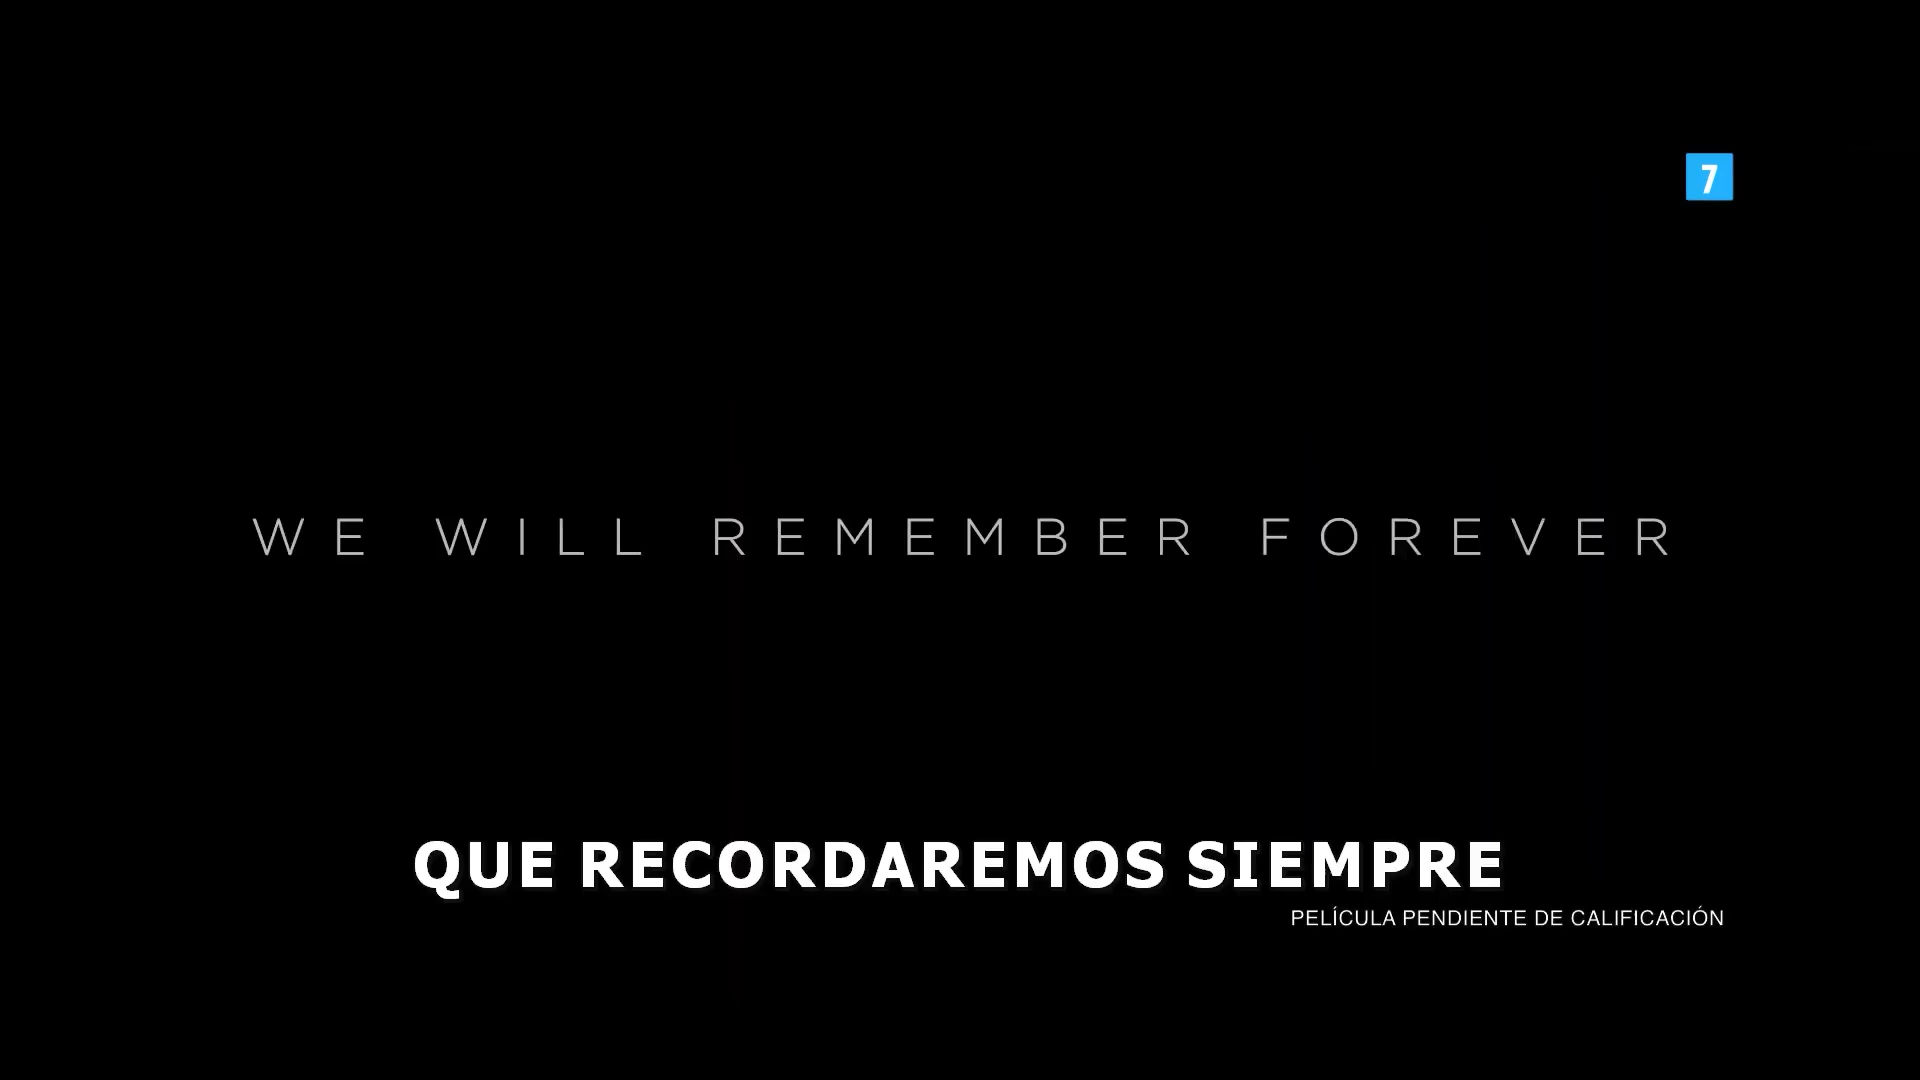 7
WE WILL REMEMBER FOREVER
QUE RECORDAREMOS SIEMPRE
PELÍCULA PENDIENTE DE CALIFICACIÓN